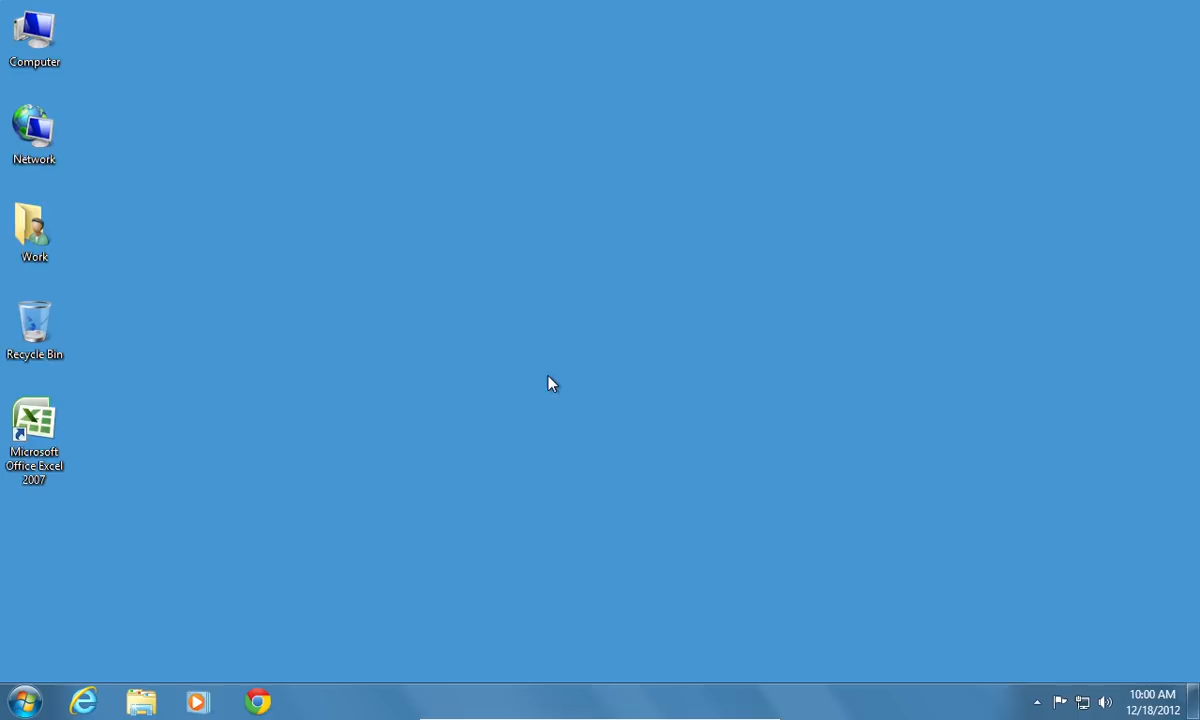 Computer
Network
Work
Recycle Bin
Microsoft
Office Excel
2007
10:00 AM
12/18/2012